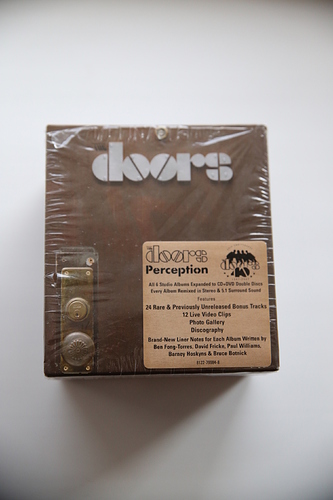 doors
THE
doors
Perception
40
All 6 Studio Albums Expanded to CD+DVD Double Discs
Every Album Remixed in Stereo & 5.1 Surround Sound
Features
24 Rare & Previously Unreleased Bonus Tracks
12 Live Video Clips
Photo Gallery
Discography
Brand-New Liner Notes for Each Album Written by
Ben Fong-Torres, David Fricke, Paul Williams,
Barney Hoskyns & Bruce Botnick